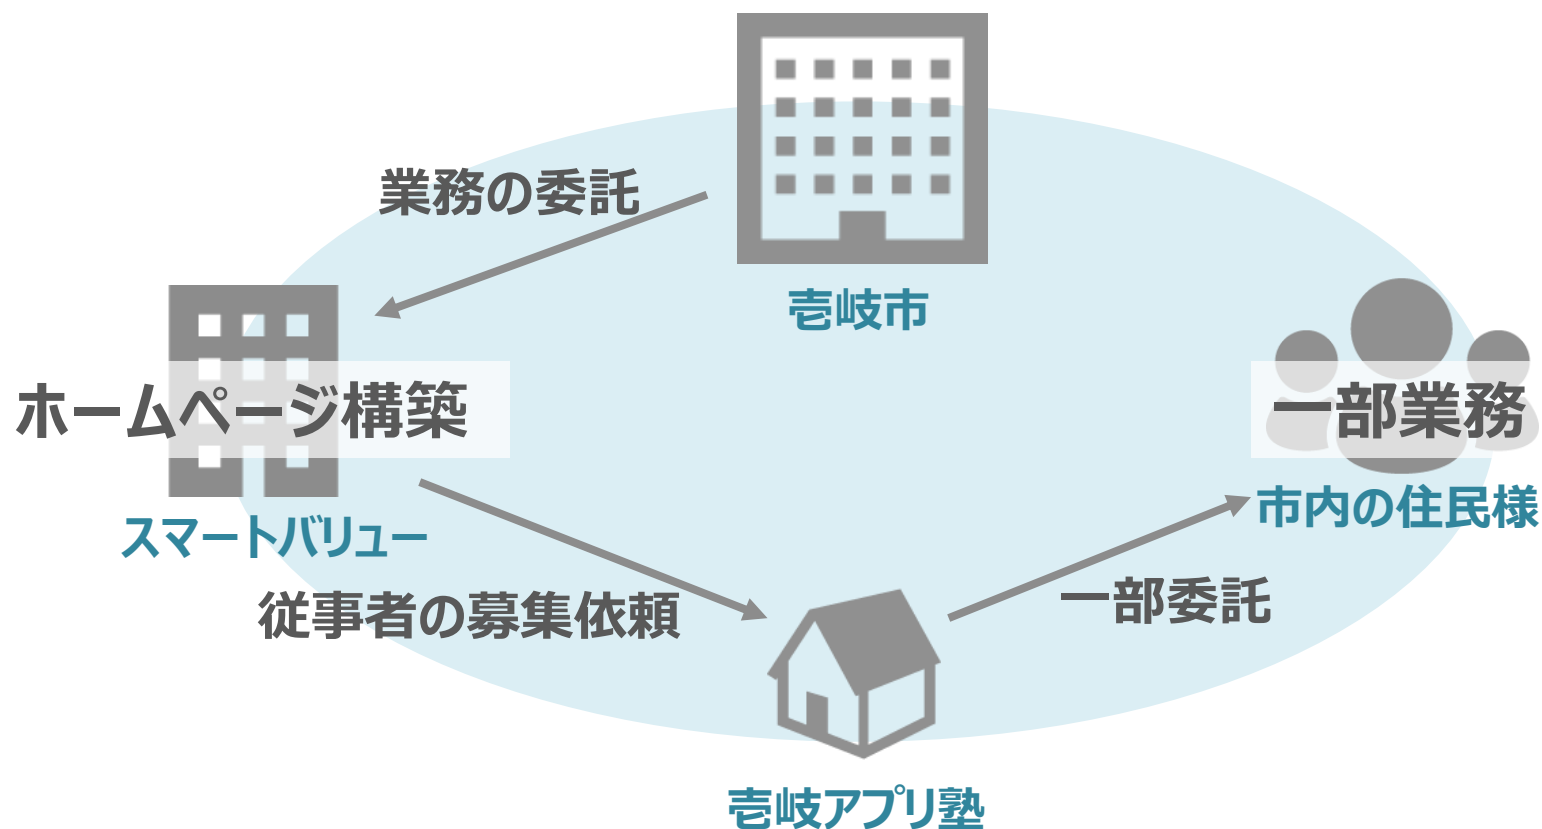 業務の委託
壱岐市
ホームページ構築
一部業務
スマートバリュー
市内の住民様
従事者の募集依頼
一部委託
壱岐アプリ塾